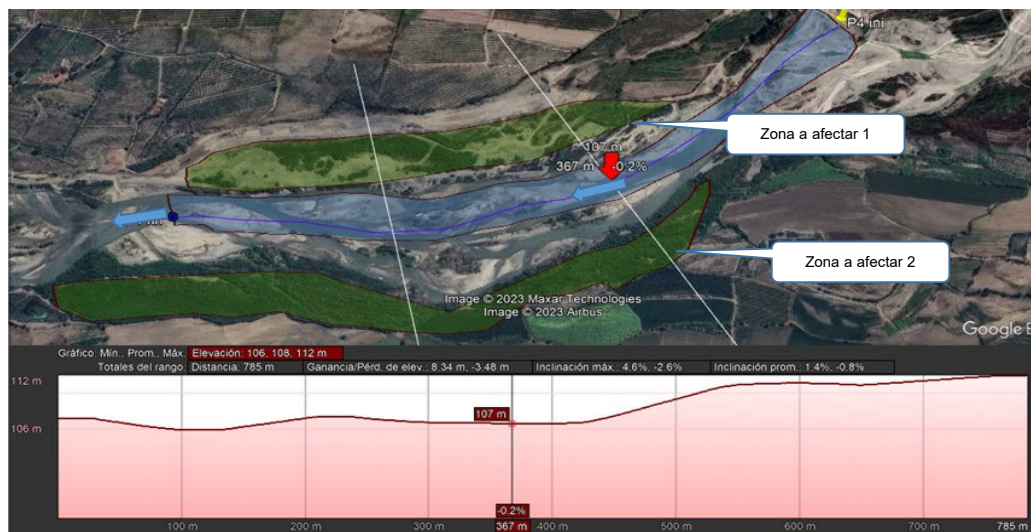 P4 ini
Zona a afectar 1
107 m
367 m -0.2%
Zona a afectar 2
Image © 2023 Maxar Technologies
Image © 2023 Airbus
Google E
Gráfico: Mín., Prom., Máx. Elevación: 106, 108, 112 m
Totales del rango: Distancia: 785 m Ganancia/Pérd. de elev.: 8.34 m, -3.48 m Inclinación máx.: 4.6%, -2.6% Inclinación prom.: 1.4%, -0.8%
112 m
107 m
106 m
-0.2%
100 m 200 m 300 m 367 m 400 m 500 m 600 m 700 m 785 m